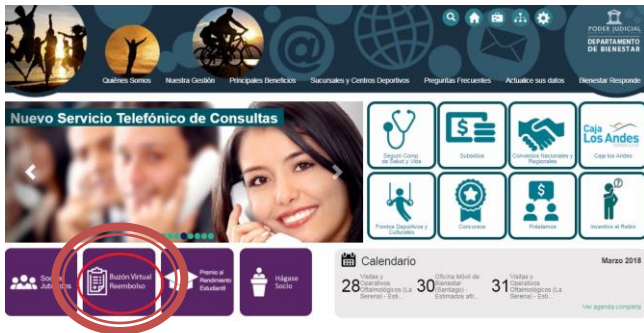 PODER JUDICIAL
DEPARTAMENTO
DE BIENESTAR
Quiénes Somos
Nuestra Gestión
Principales Beneficios
Sucursales y Centros Deportivos
Preguntas Frecuentes
Actualice sus datos
Bienestar Responde
Nuevo Servicio Telefónico de Consultas
Seguro Comp.
de Salud y Vida
Subsidios
Convenios Nacionales y
Regionales
Caja
Los Andes
Caja los Andes
Fondos Deportivos y
Culturales
Concursos
Préstamos
Incentivo al Retiro
Buzón Virtual
Reembolso
Premio al
Rendimiento
Estudiantil
Hágase
Socio
Calendario
Marzo 2018
28
Visitas y
Operativos
Oftalmológicos (La
Serena) - Esti...
30
Oficina Móvil de
Bienestar
(Santiago) -
Estimados afil...
31
Visitas y
Operativos
Oftalmológicos (La
Serena) - Esti...
Ver agenda completa